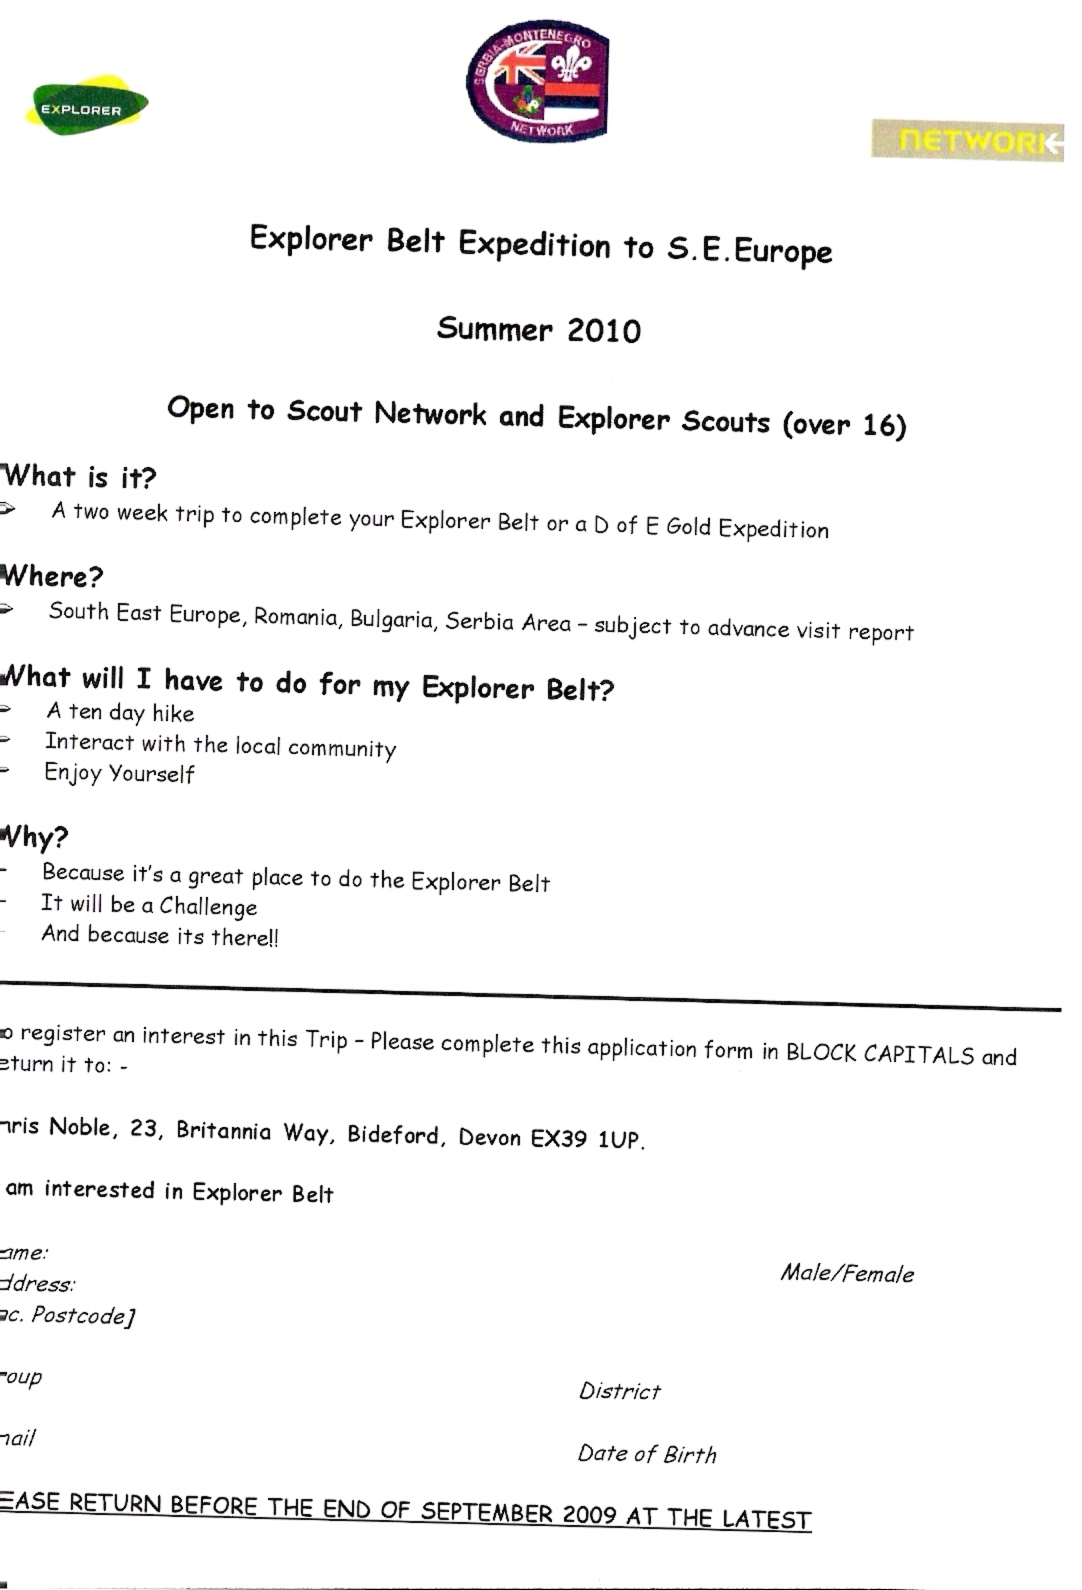 SERBIA-MONTENEGRO
NETWORK
EXPLORER
NETWORK
Explorer Belt Expedition to S.E.Europe
Summer 2010
Open to Scout Network and Explorer Scouts (over 16)
What is it?
A two week trip to complete your Explorer Belt or a D of E Gold Expedition
Where?
South East Europe, Romania, Bulgaria, Serbia Area – subject to advance visit report
What will I have to do for my Explorer Belt?
A ten day hike
Interact with the local community
Enjoy Yourself
Why?
Because it's a great place to do the Explorer Belt
It will be a Challenge
And because its there!!
o register an interest in this Trip – Please complete this application form in BLOCK CAPITALS and
eturn it to: -
ris Noble, 23, Britannia Way, Bideford, Devon EX39 1UP.
am interested in Explorer Belt
ame:
Male/Female
ddress:
c. Postcode]
oup
District
ail
Date of Birth
EASE RETURN BEFORE THE END OF SEPTEMBER 2009 AT THE LATEST